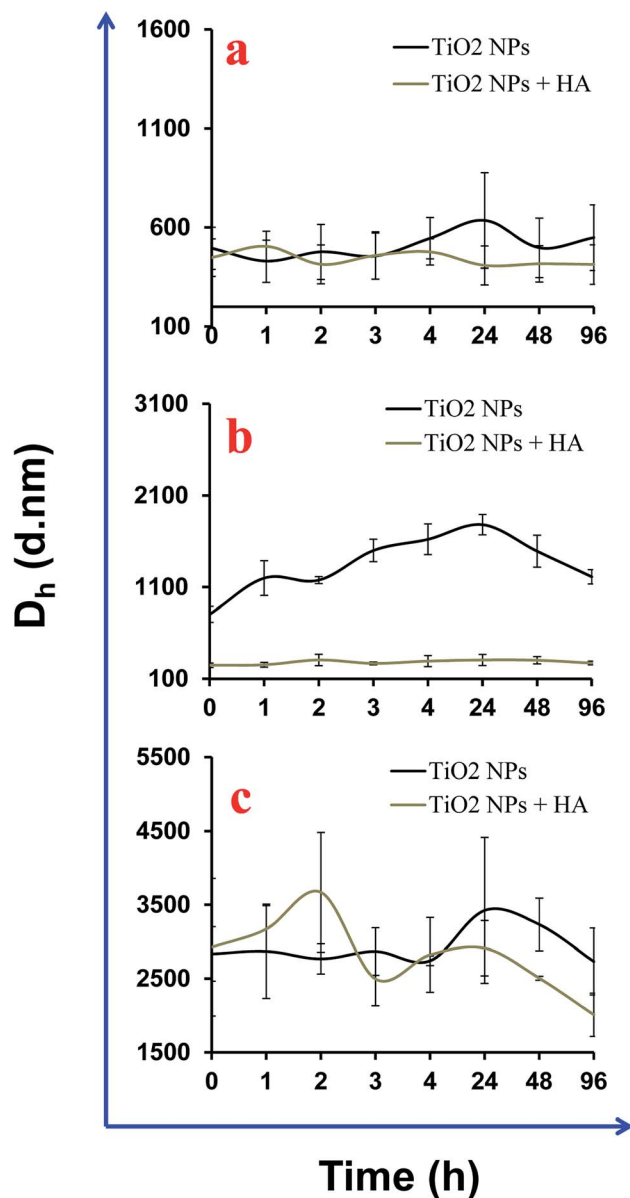 D_h (d.nm)
a
TiO2 NPs
TiO2 NPs + HA
1600
1100
600
100
0 1 2 3 4 24 48 96
b
TiO2 NPs
TiO2 NPs + HA
3100
2100
1100
100
0 1 2 3 4 24 48 96
c
TiO2 NPs
TiO2 NPs + HA
5500
4500
3500
2500
1500
0 1 2 3 4 24 48 96
Time (h)